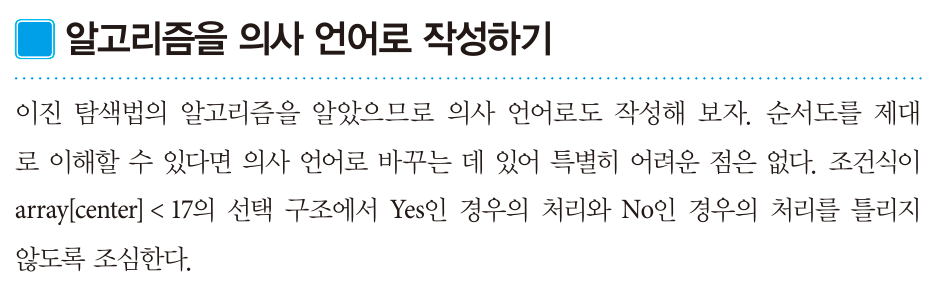 알고리즘을 의사 언어로 작성하기
이진 탐색법의 알고리즘을 알았으므로 의사 언어로도 작성해 보자. 순서도를 제대
로 이해할 수 있다면 의사 언어로 바꾸는 데 있어 특별히 어려운 점은 없다. 조건식이
array[center] < 17의 선택 구조에서 Yes인 경우의 처리와 No인 경우의 처리를 틀리지
않도록 조심한다.